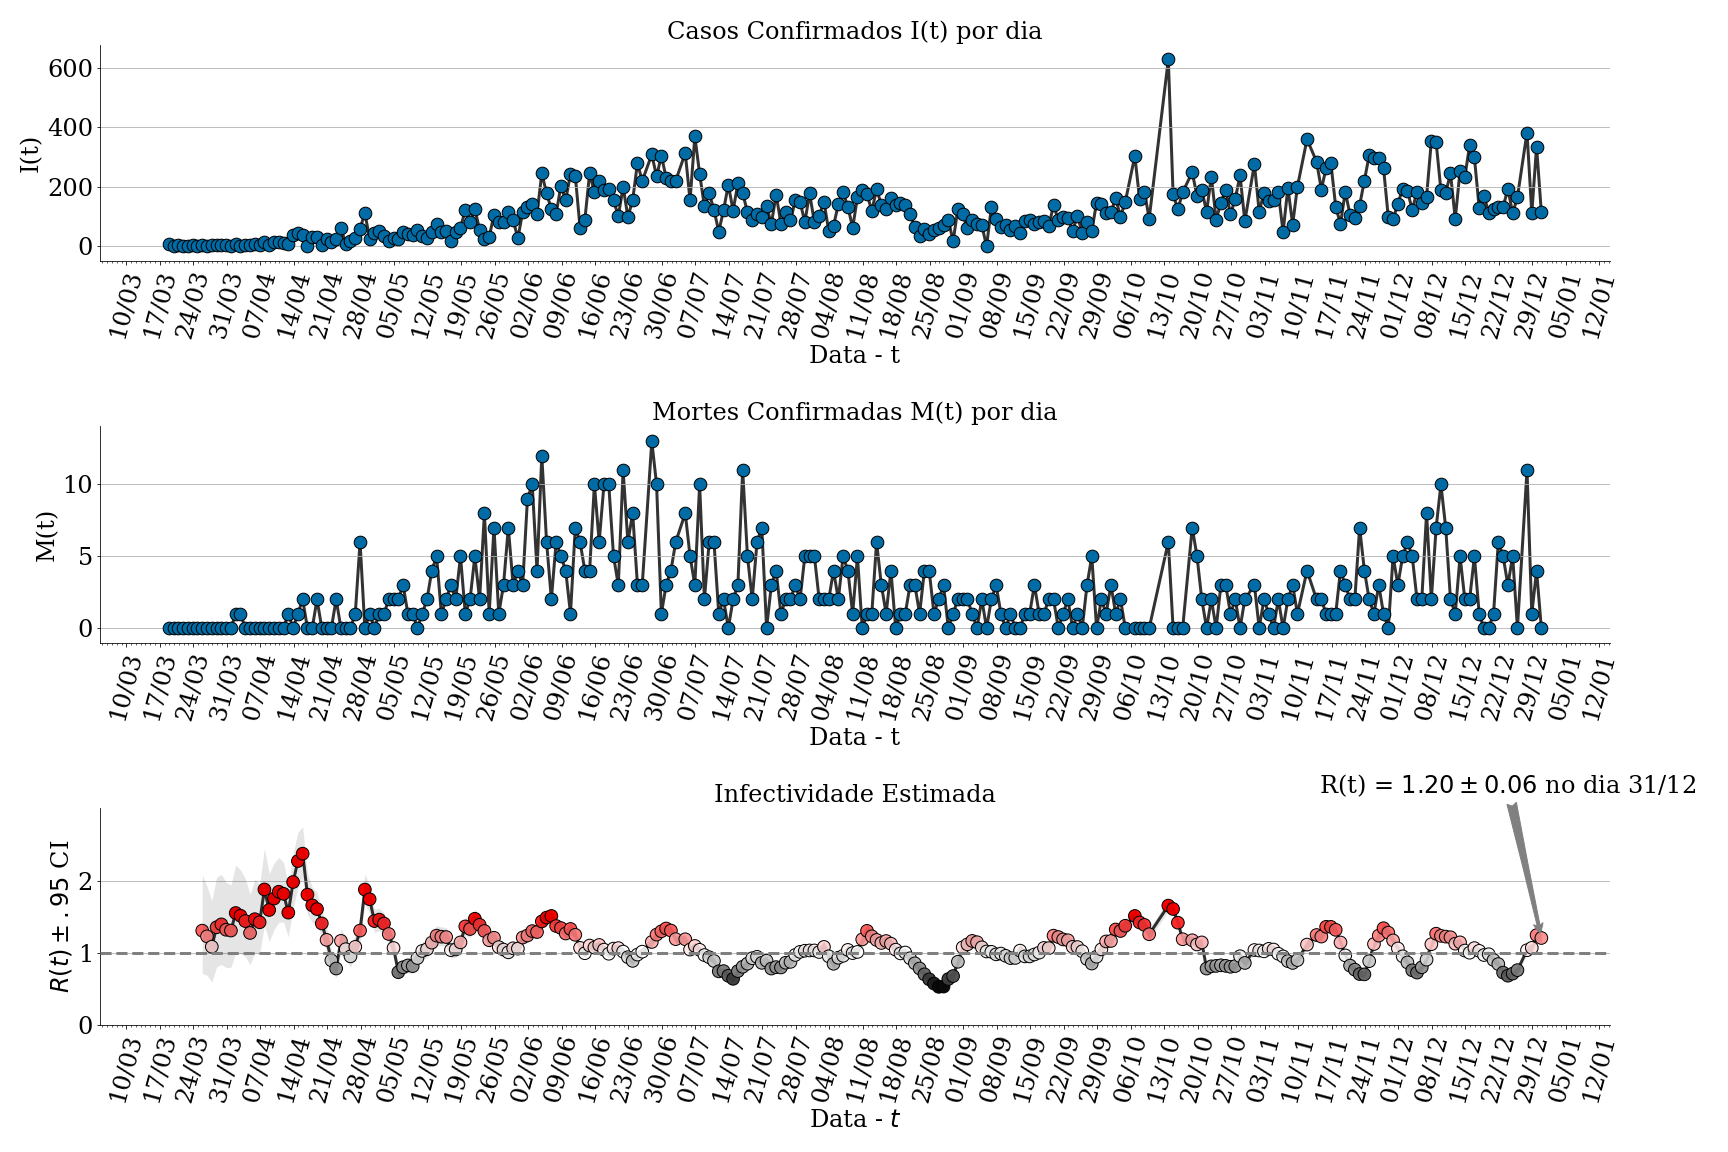 Casos Confirmados I(t) por dia
I(t)
600
400
200
0
10/03 17/03 24/03 31/03 07/04 14/04 21/04 28/04 05/05 12/05 19/05 26/05 02/06 09/06 16/06 23/06 30/06 07/07 14/07 21/07 28/07 04/08 11/08 18/08 25/08 01/09 08/09 15/09 22/09 29/09 06/10 13/10 20/10 27/10 03/11 10/11 17/11 24/11 01/12 08/12 15/12 22/12 29/12 05/01 12/01
Data - t
Mortes Confirmadas M(t) por dia
M(t)
10
5
0
10/03 17/03 24/03 31/03 07/04 14/04 21/04 28/04 05/05 12/05 19/05 26/05 02/06 09/06 16/06 23/06 30/06 07/07 14/07 21/07 28/07 04/08 11/08 18/08 25/08 01/09 08/09 15/09 22/09 29/09 06/10 13/10 20/10 27/10 03/11 10/11 17/11 24/11 01/12 08/12 15/12 22/12 29/12 05/01 12/01
Data - t
R(t) = 1.20 ± 0.06 no dia 31/12
Infectividade Estimada
R(t) ± .95 CI
2
1
0
10/03 17/03 24/03 31/03 07/04 14/04 21/04 28/04 05/05 12/05 19/05 26/05 02/06 09/06 16/06 23/06 30/06 07/07 14/07 21/07 28/07 04/08 11/08 18/08 25/08 01/09 08/09 15/09 22/09 29/09 06/10 13/10 20/10 27/10 03/11 10/11 17/11 24/11 01/12 08/12 15/12 22/12 29/12 05/01 12/01
Data - t